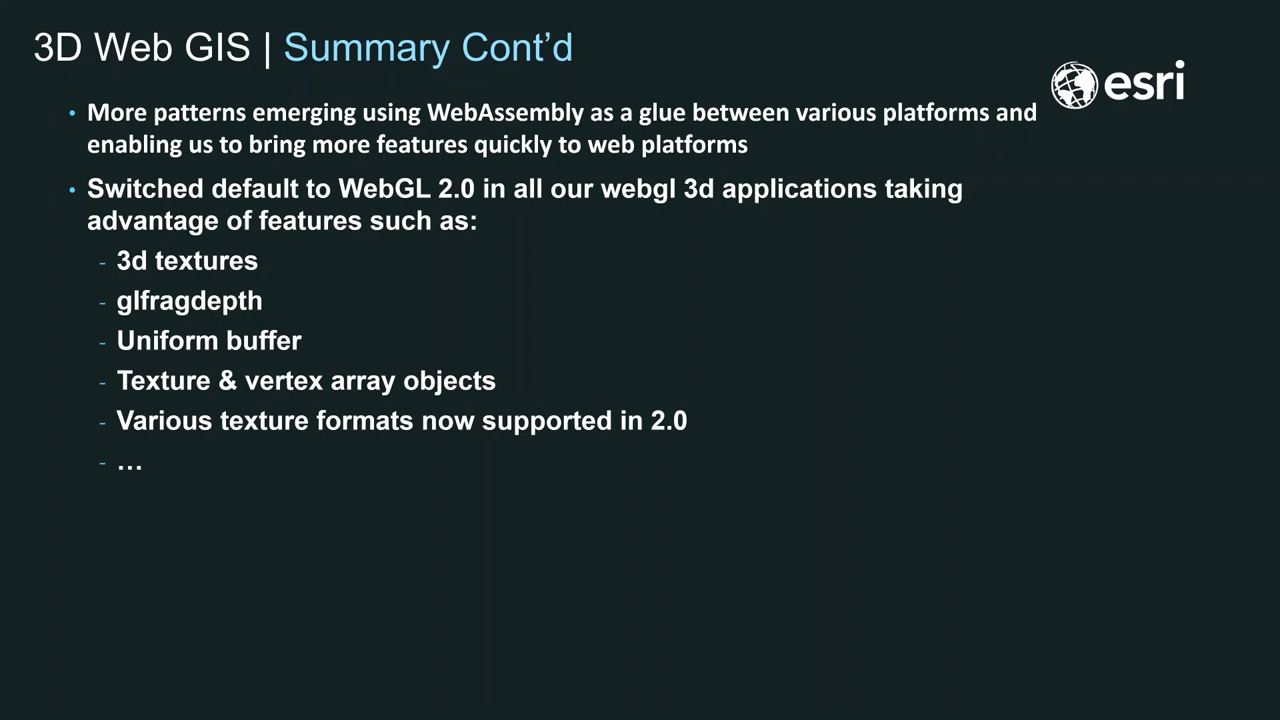 3D Web GIS | Summary Cont’d
esri
• More patterns emerging using WebAssembly as a glue between various platforms and
enabling us to bring more features quickly to web platforms
• Switched default to WebGL 2.0 in all our webgl 3d applications taking
advantage of features such as:
- 3d textures
- glfragdepth
- Uniform buffer
- Texture & vertex array objects
- Various texture formats now supported in 2.0
- …